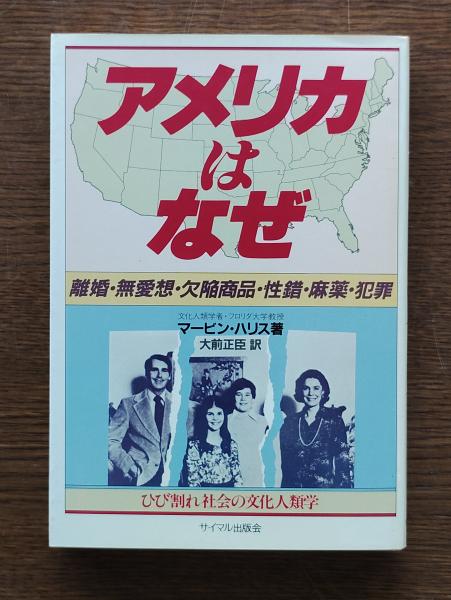 アメリカ
は
なぜ
離婚・無愛想・欠陥商品・性錯・麻薬・犯罪
文化人類学者・フロリダ大学教授
マービン・ハリス著
大前正臣 訳
ひび割れ社会の文化人類学
サイマル出版会